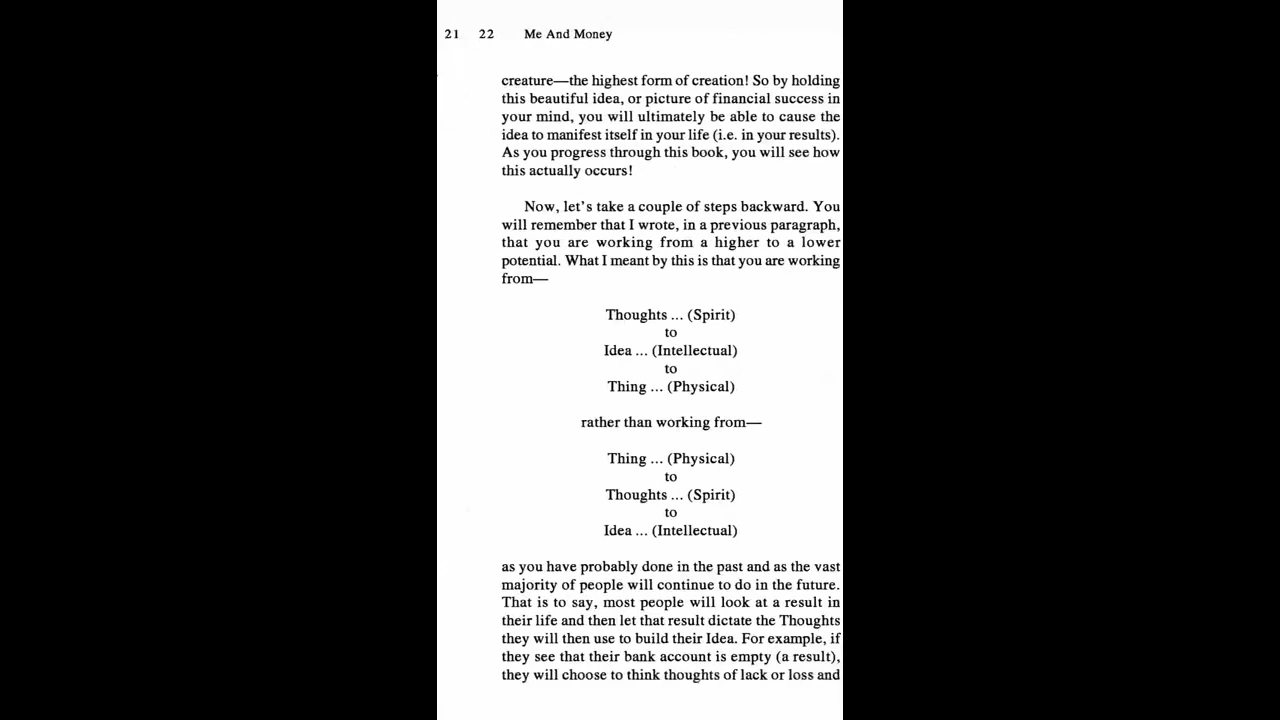 21 22 Me And Money
creature—the highest form of creation! So by holding
this beautiful idea, or picture of financial success in
your mind, you will ultimately be able to cause the
idea to manifest itself in your life (i.e. in your results).
As you progress through this book, you will see how
this actually occurs!
Now, let's take a couple of steps backward. You
will remember that I wrote, in a previous paragraph,
that you are working from a higher to a lower
potential. What I meant by this is that you are working
from—
Thoughts ... (Spirit)
to
Idea ... (Intellectual)
to
Thing ... (Physical)
rather than working from—
Thing ... (Physical)
to
Thoughts ... (Spirit)
to
Idea ... (Intellectual)
as you have probably done in the past and as the vast
majority of people will continue to do in the future.
That is to say, most people will look at a result in
their life and then let that result dictate the Thoughts
they will then use to build their Idea. For example, if
they see that their bank account is empty (a result),
they will choose to think thoughts of lack or loss and